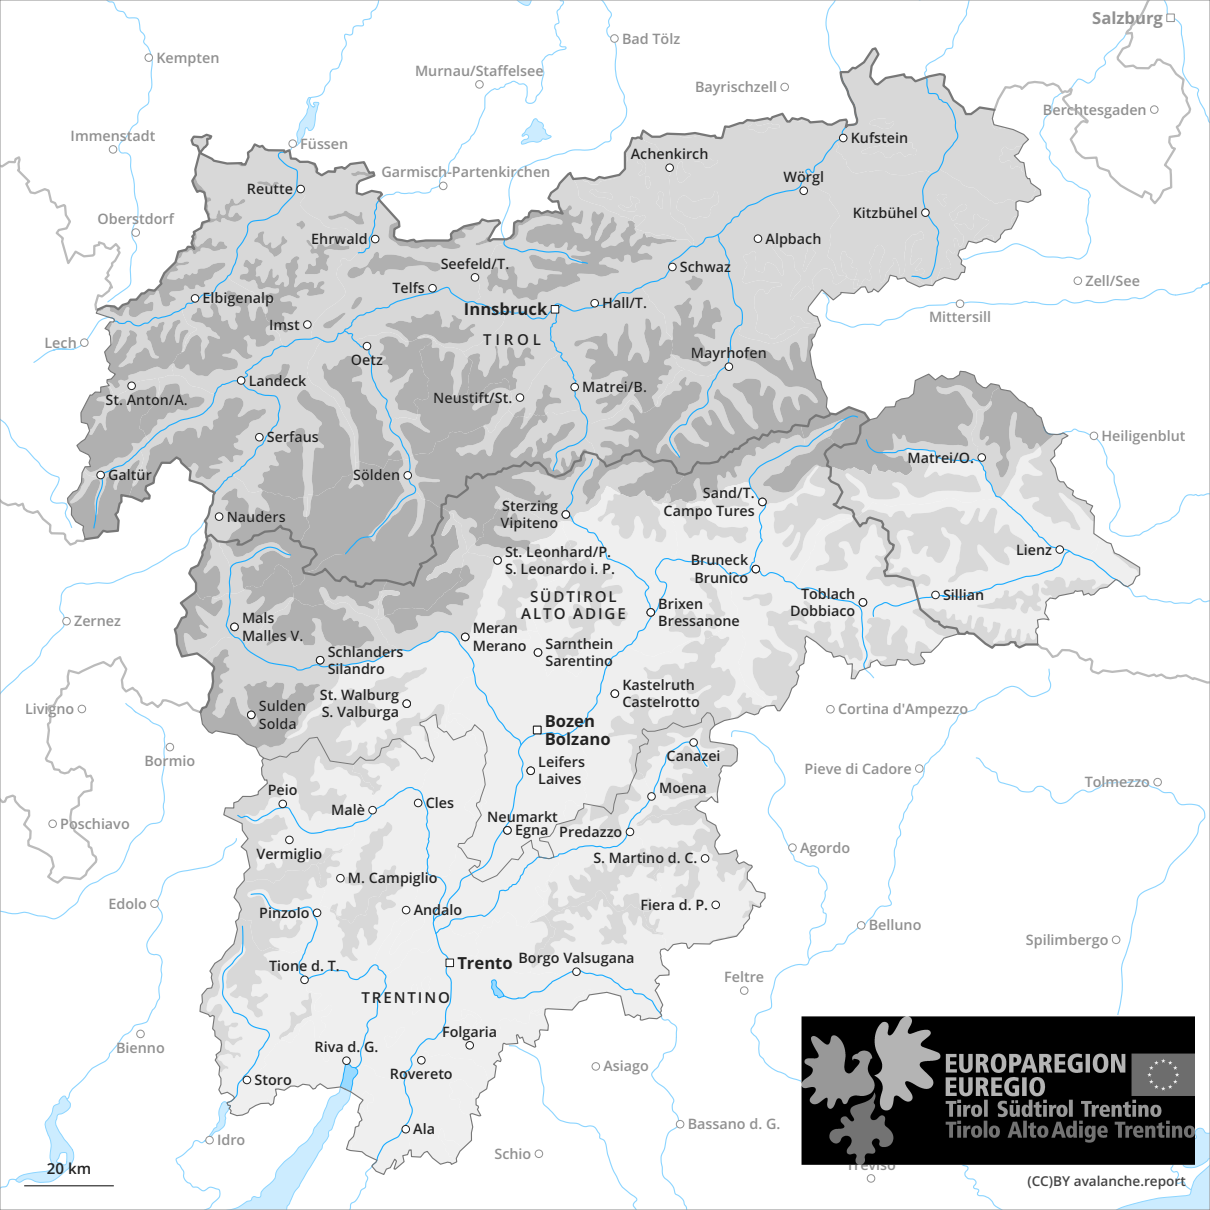 Salzburg
Kempten
Bad Tölz
Murnau/Staffelsee
Bayrischzell
Berchtesgaden
Immenstadt
Füssen
Kufstein
Achenkirch
Garmisch-Partenkirchen
Wörgl
Reutte
Oberstdorf
Kitzbühel
Ehrwald
Alpbach
Seefeld/T.
Schwaz
Zell/See
Telfs
Elbigenalp
Innsbruck
Hall/T.
Mittersill
Imst
TIROL
Lech
Oetz
Mayrhofen
Landeck
Matrei/B.
St. Anton/A.
Neustift/St.
Serfaus
Heiligenblut
Matrei/O.
Galtür
Sölden
Sand/T.
Campo Tures
Sterzing
Vipiteno
Nauders
St. Leonhard/P.
S. Leonardo i. P.
Lienz
Bruneck
Brunico
SÜDTIROL
ALTO ADIGE
Toblach
Dobbiaco
Sillian
Brixen
Bressanone
Zernez
Mals
Malles V.
Meran
Merano
Sarnthein
Sarentino
Schlanders
Silandro
St. Walburg
S. Valburga
Kastelruth
Castelrotto
Livigno
Sulden
Solda
Cortina d'Ampezzo
Bozen
Bolzano
Bormio
Canazei
Leifers
Laives
Pieve di Cadore
Tolmezzo
Peio
Moena
Malè
Cles
Neumarkt
Egna
Predazzo
Poschiavo
Vermiglio
S. Martino d. C.
Agordo
M. Campiglio
Edolo
Pinzolo
Andalo
Fiera d. P.
Belluno
Spilimbergo
Tione d. T.
Trento
Borgo Valsugana
Feltre
TRENTINO
Folgaria
Bienno
Riva d. G.
Rovereto
Asiago
Storo
EUROPAREGION
EUREGIO
Tirol Südtirol Trentino
Tirolo Alto Adige Trentino
Idro
Ala
Bassano d. G.
Schio
Treviso
20 km
(CC)BY avalanche.report